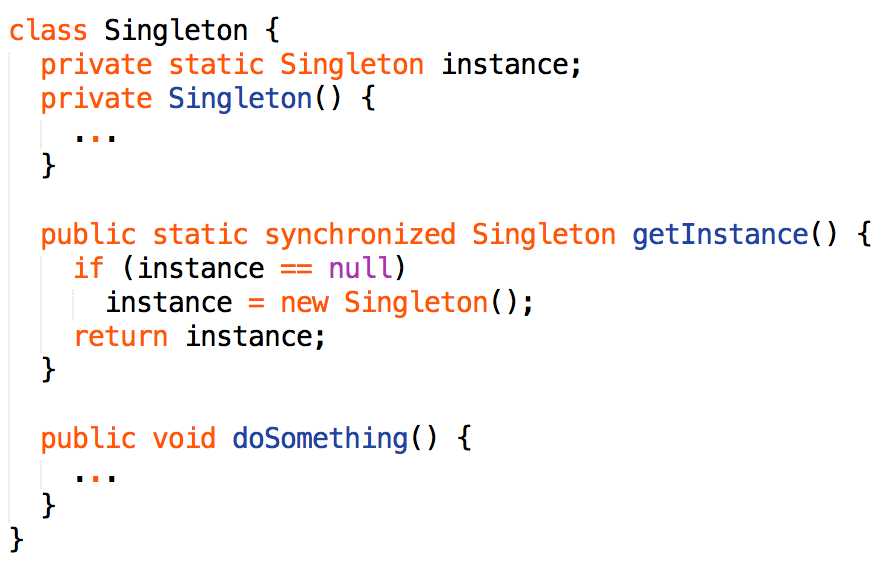 class Singleton {
  private static Singleton instance;
  private Singleton() {
    ...
  }

  public static synchronized Singleton getInstance() {
    if (instance == null)
      instance = new Singleton();
    return instance;
  }

  public void doSomething() {
    ...
  }
}